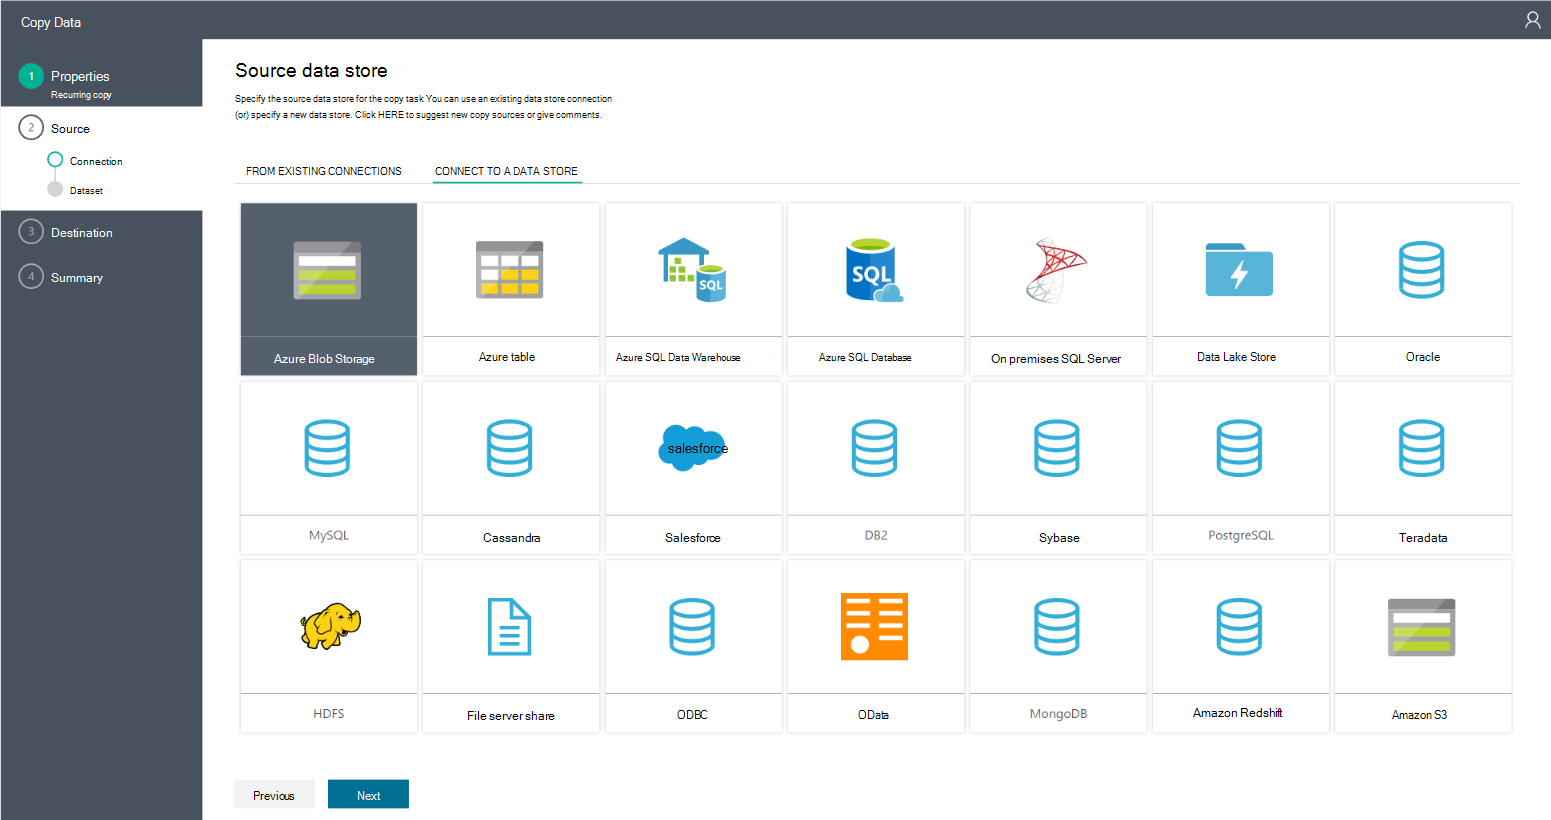 Copy Data
1
Properties
Recurring copy
2
Source
Connection
Dataset
3
Destination
4
Summary
Source data store
Specify the source data store for the copy task You can use an existing data store connection
(or) specify a new data store. Click HERE to suggest new copy sources or give comments.
FROM EXISTING CONNECTIONS
CONNECT TO A DATA STORE
SQL
SQL
Azure Blob Storage
Azure table
Azure SQL Data Warehouse
Azure SQL Database
On premises SQL Server
Data Lake Store
Oracle
salesforce
MySQL
Cassandra
Salesforce
DB2
Sybase
PostgreSQL
Teradata
HDFS
File server share
ODBC
OData
MongoDB
Amazon Redshift
Amazon S3
Previous
Next